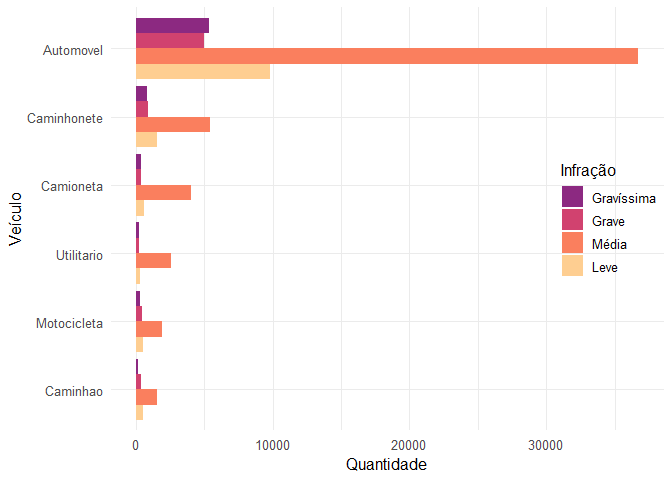 Automovel
Caminhonete
Camioneta
Utilitario
Motocicleta
Caminhao
Veículo
Infração
Gravíssima
Grave
Média
Leve
0 10000 20000 30000
Quantidade